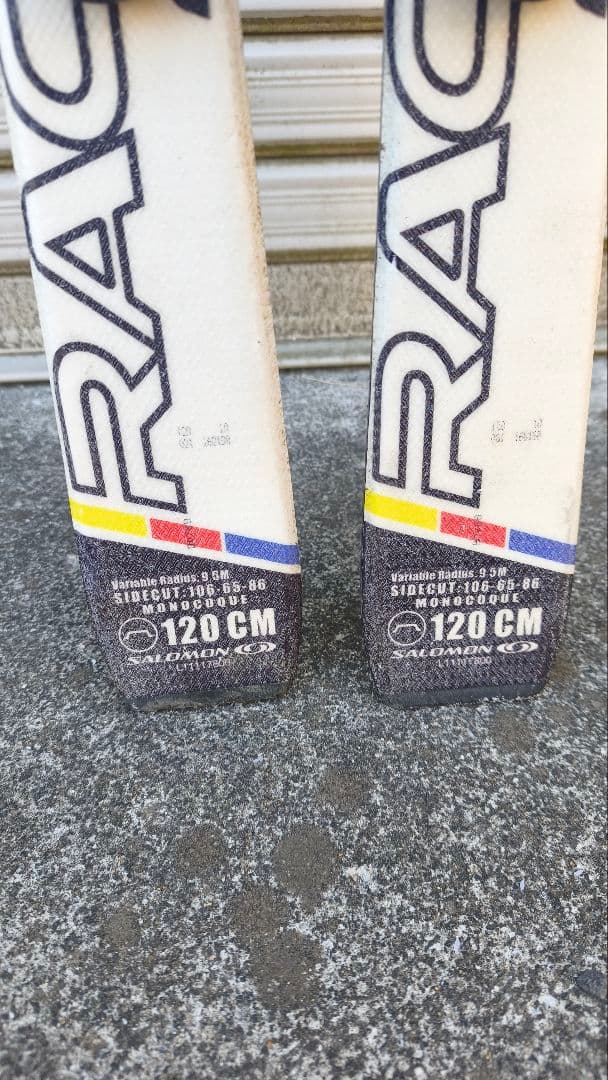 RAC
Variable Radius. 9.5M
SIDECUT: 106-65-86
MONOCOQUE
120 CM
SALOMON
RAC
Variable Radius. 9.5M
SIDECUT: 106-65-86
MONOCOQUE
120 CM
SALOMON